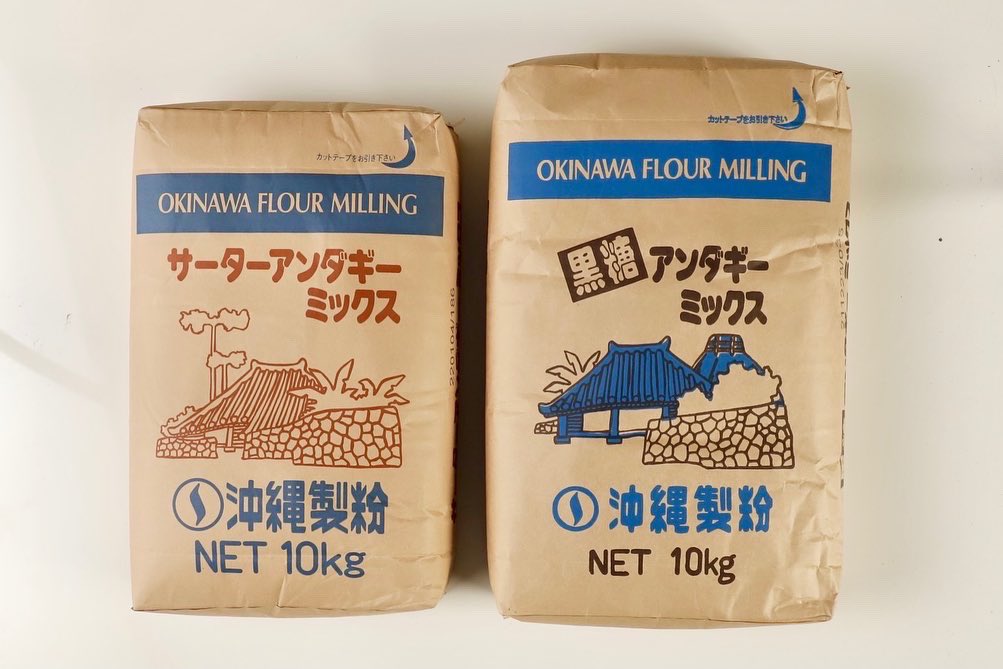 カットテープをお引き下さい
OKINAWA FLOUR MILLING
サーターアンダギー
ミックス
220104/186
沖縄製粉
NET 10kg
カットテープをお引き下さい
OKINAWA FLOUR MILLING
黒糖アンダギー
ミックス
沖縄製粉
NET 10kg